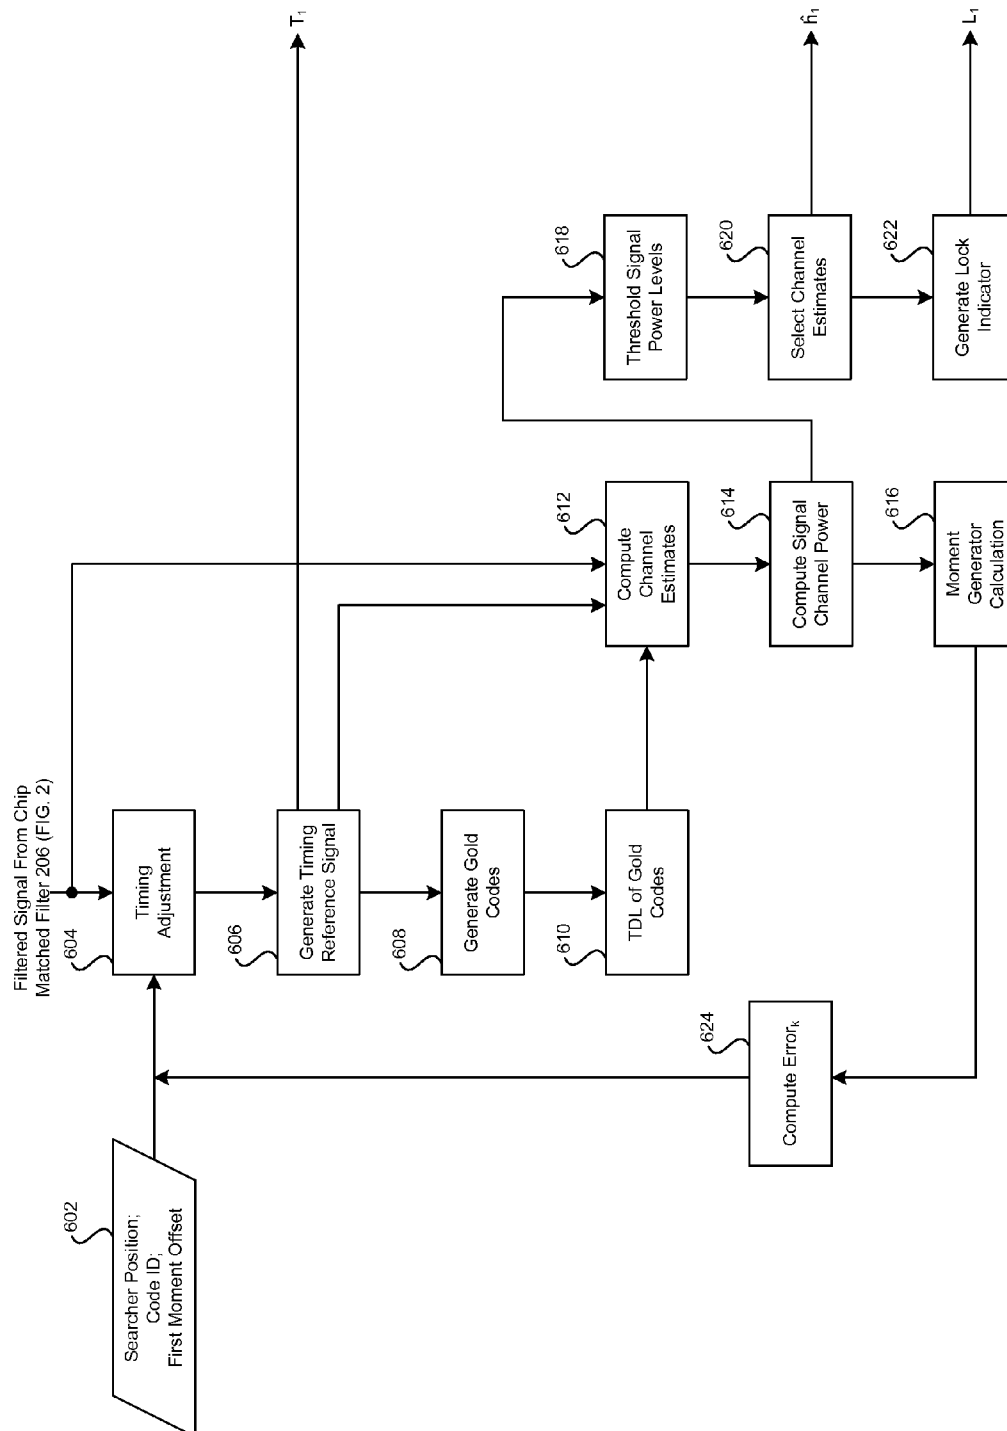 Filtered Signal From Chip
Matched Filter 206 (FIG. 2)
602
Searcher Position;
Code ID;
First Moment Offset
604
Timing
Adjustment
606
Generate Timing
Reference Signal
T₁
608
Generate Gold
Codes
610
TDL of Gold
Codes
612
Compute
Channel
Estimates
614
Compute Signal
Channel Power
616
Moment
Generator
Calculation
618
Threshold Signal
Power Levels
620
Select Channel
Estimates
ĥ₁
622
Generate Lock
Indicator
L₁
624
Compute Errorₖ